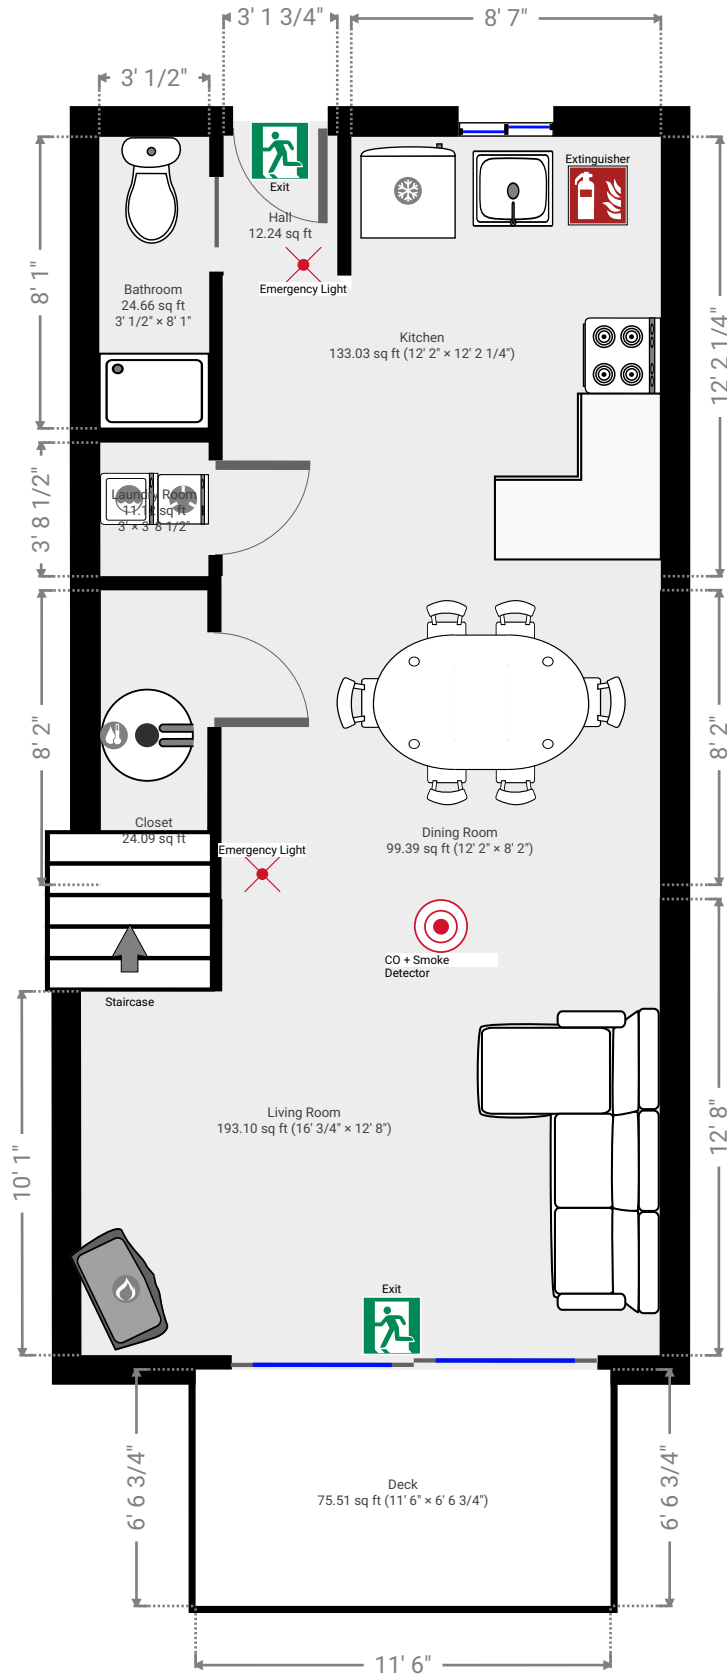 3' 1 3/4"
8' 7"
3' 1/2"
Exit
Extinguisher
Hall
12.24 sq ft
Emergency Light
8' 1"
Bathroom
24.66 sq ft
3' 1/2" × 8' 1"
Kitchen
133.03 sq ft (12' 2" × 12' 2 1/4")
12' 2 1/4"
3' 8 1/2"
Laundry Room
sq ft
3' × 3' 8 1/2"
8' 2"
8' 2"
Closet
24.09 sq ft
Dining Room
99.39 sq ft (12' 2" × 8' 2")
Emergency Light
CO + Smoke
Detector
Staircase
10' 1"
12' 8"
Living Room
193.10 sq ft (16' 3/4" × 12' 8")
Exit
6' 6 3/4"
6' 6 3/4"
Deck
75.51 sq ft (11' 6" × 6' 6 3/4")
11' 6"